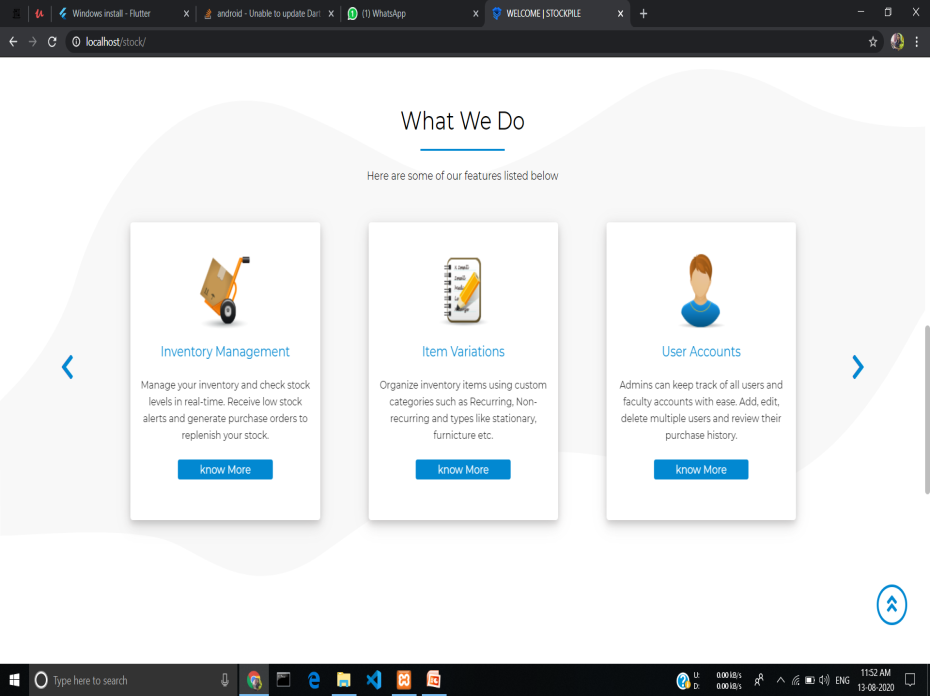 Windows install - Flutter
android - Unable to update Dart
(1) WhatsApp
WELCOME | STOCKPILE
localhost/stock/
What We Do
Here are some of our features listed below
Inventory Management
Manage your inventory and check stock
levels in real-time. Receive low stock
alerts and generate purchase orders to
replenish your stock.
know More
Item Variations
Organize inventory items using custom
categories such as Recurring, Non-
recurring and types like stationary,
furnicture etc.
know More
User Accounts
Admins can keep track of all users and
faculty accounts with ease. Add, edit,
delete multiple users and review their
purchase history.
know More
Type here to search
U: 0.00 kB/s
D: 0.00 kB/s
ENG
11:52 AM
13-08-2020